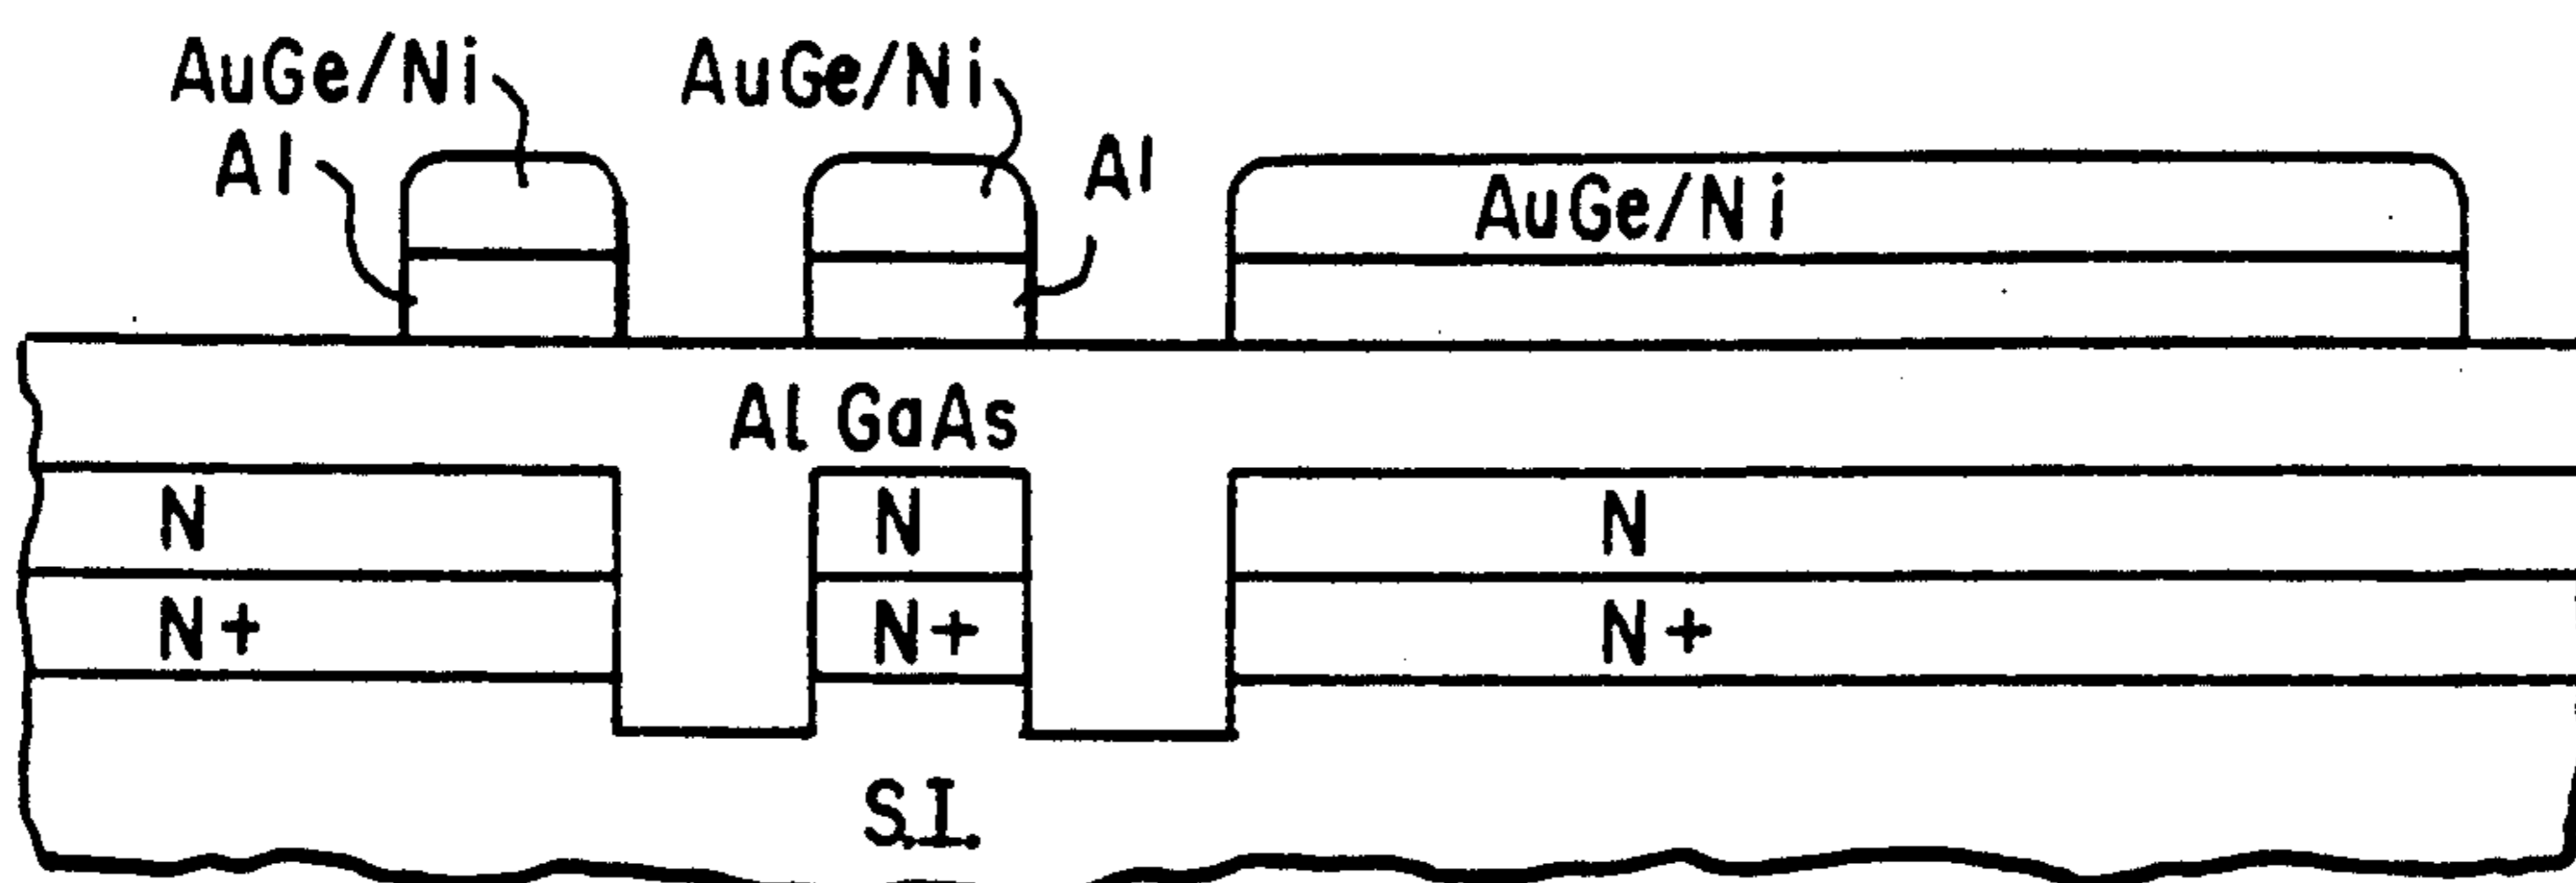 AuGe/Ni AuGe/Ni
Al Al
AuGe/Ni
Al GaAs
N N N
N+ N+ N+
S.I.